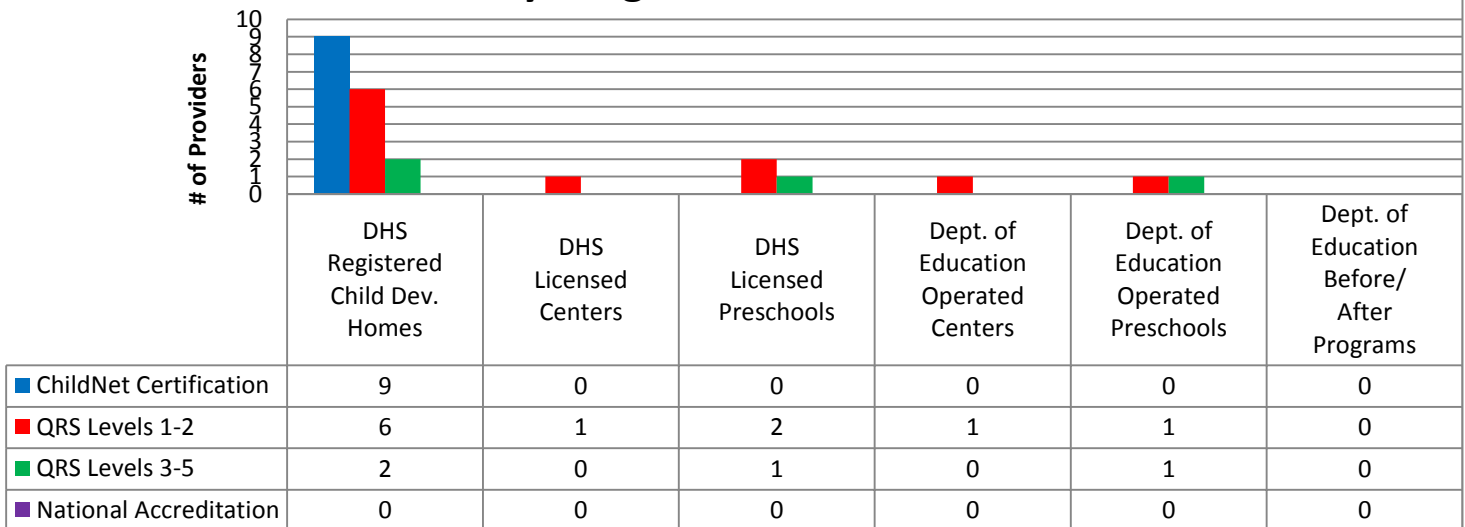 10
9
8
7
6
5
4
3
2
1
0
# of Providers
DHS
Registered
Child Dev.
Homes
DHS
Licensed
Centers
DHS
Licensed
Preschools
Dept. of
Education
Operated
Centers
Dept. of
Education
Operated
Preschools
Dept. of
Education
Before/
After
Programs
ChildNet Certification 9 0 0 0 0 0
QRS Levels 1-2 6 1 2 1 1 0
QRS Levels 3-5 2 0 1 0 1 0
National Accreditation 0 0 0 0 0 0